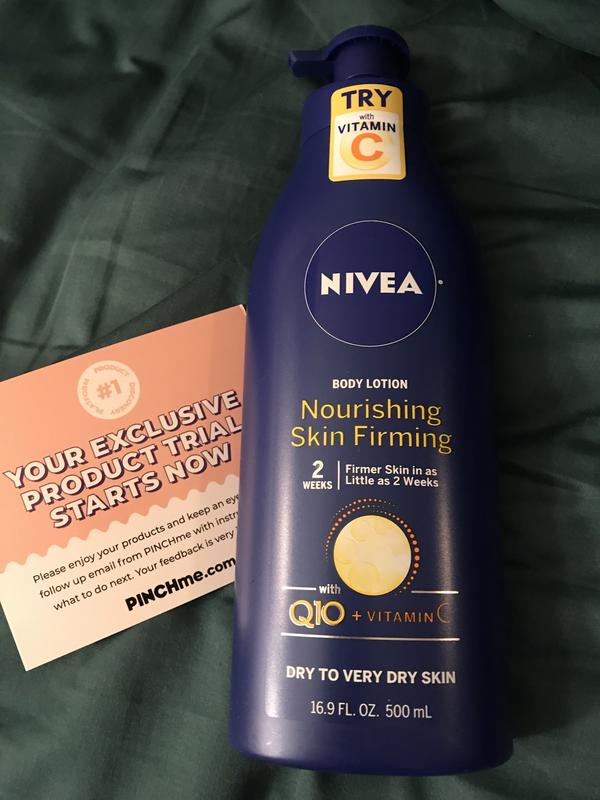 TRY
with
VITAMIN
C
NIVEA
BODY LOTION
Nourishing
Skin Firming
2
WEEKS
Firmer Skin in as
Little as 2 Weeks
with
Q10 + VITAMIN C
DRY TO VERY DRY SKIN
16.9 FL. OZ. 500 mL
PRODUCT
DISCOVERY
PLATFORM
#1
YOUR EXCLUSIVE
PRODUCT TRIAL
STARTS NOW
Please enjoy your products and keep an
follow up email from PINCHme with
what to do next. Your feedback is very
PINCHme.com